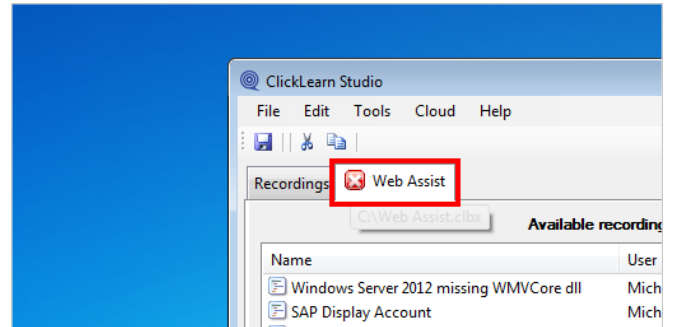 ClickLearn Studio
File Edit Tools Cloud Help
Recordings Web Assist
C:\Web Assist.clbx
Available recording
Name User
Windows Server 2012 missing WMVCore dll Mich
SAP Display Account Mich